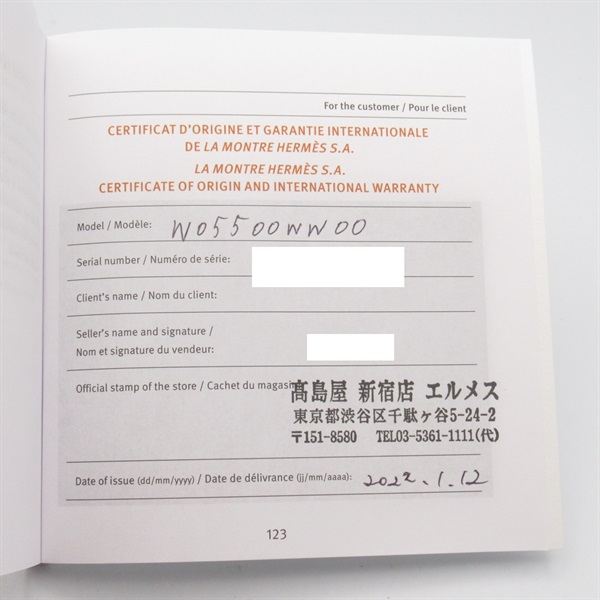 For the customer / Pour le client
CERTIFICAT D'ORIGINE ET GARANTIE INTERNATIONALE
DE LA MONTRE HERMÈS S.A.
LA MONTRE HERMÈS S.A.
CERTIFICATE OF ORIGIN AND INTERNATIONAL WARRANTY
Model / Modèle: W05500WW00
Serial number / Numéro de série:
Client's name / Nom du client:
Seller's name and signature /
Nom et signature du vendeur:
Official stamp of the store / Cachet du magasin
髙島屋 新宿店 エルメス
東京都渋谷区千駄ヶ谷5-24-2
〒151-8580 TEL03-5361-1111(代)
Date of issue (dd/mm/yyyy) / Date de délivrance (jj/mm/aaaa): 2022.1.12
123